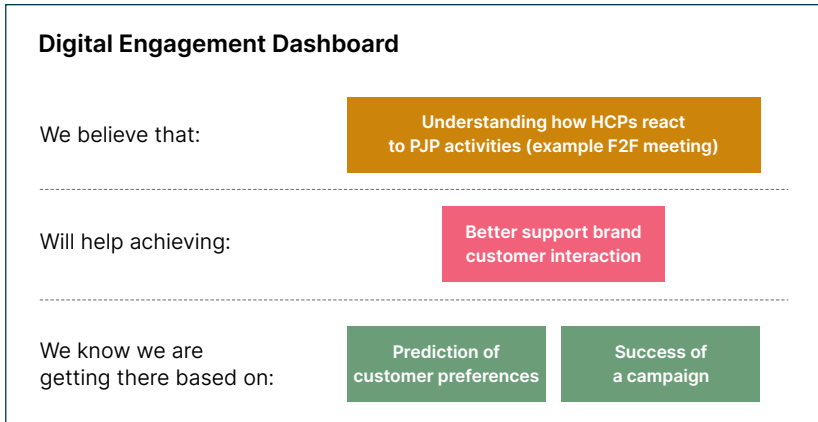 Digital Engagement Dashboard
We believe that:
Understanding how HCPs react
to PJP activities (example F2F meeting)
Will help achieving:
Better support brand
customer interaction
We know we are
getting there based on:
Prediction of
customer preferences
Success of
a campaign